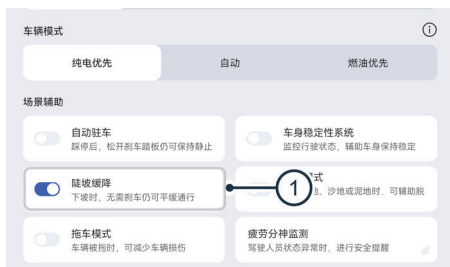 车辆模式
纯电优先
自动
燃油优先
场景辅助
自动驻车
踩停后，松开刹车踏板仍可保持静止
车身稳定性系统
监控行驶状态，辅助车身保持稳定
陡坡缓降
下坡时，无需刹车仍可平缓通行
1
式
、沙地或泥地时，可辅助脱
拖车模式
车辆被拖时，可减少车辆损伤
疲劳分神监测
驾驶人员状态异常时，进行安全提醒